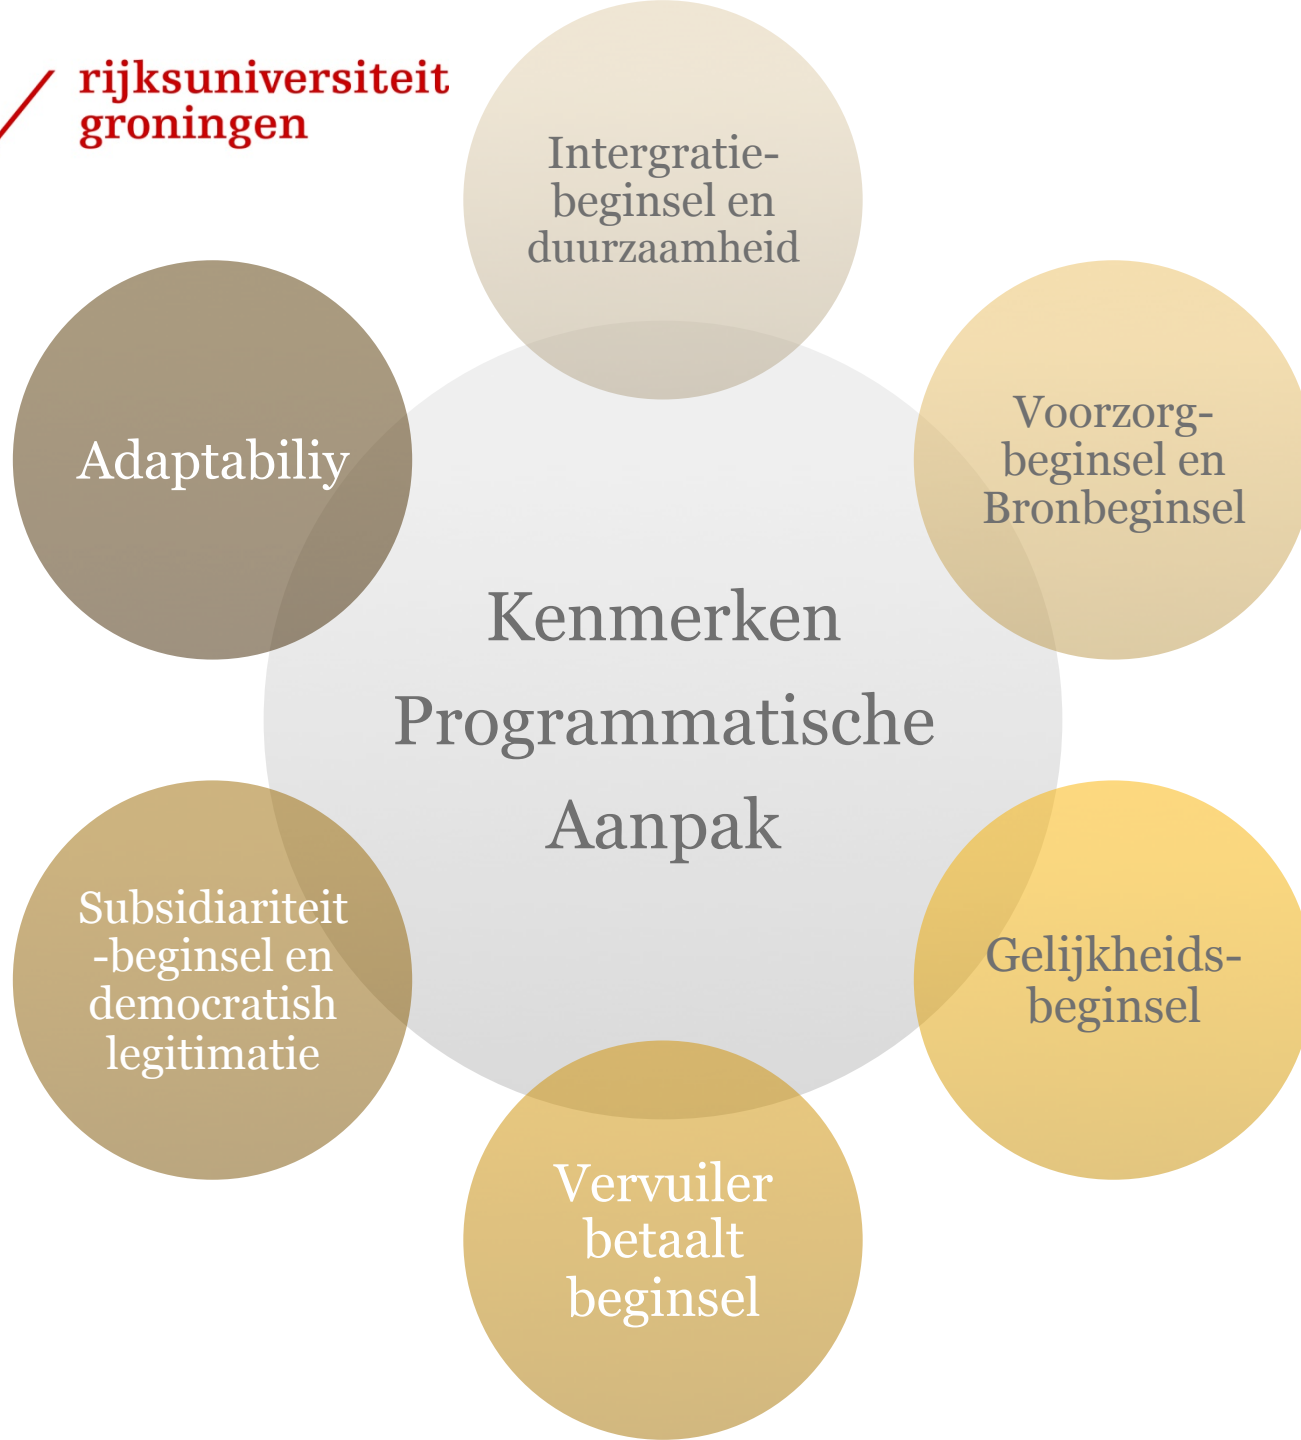 rijksuniversiteit
groningen
Intergratie-
beginsel en
duurzaamheid
Voorzorg-
beginsel en
Bronbeginsel
Gelijkheids-
beginsel
Vervuiler
betaalt
beginsel
Subsidiariteit
-beginsel en
democratish
legitimatie
Adaptabiliy
Kenmerken
Programmatische
Aanpak